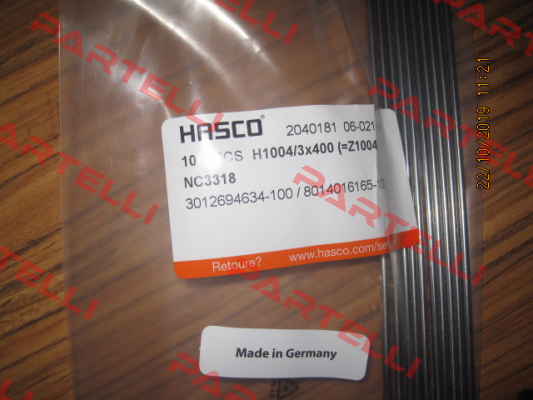 HASCO® 2040181 06-021
10 PCS H1004/3x400 (=Z1004
NC3318
3012694634-100 / 8014016165-
Retoure? www.hasco.com/
Made in Germany
22/10/2019 11:21
PARTELLI
PARTELLI
PARTELLI
PARTELLI
PARTELLI
PARTELLI